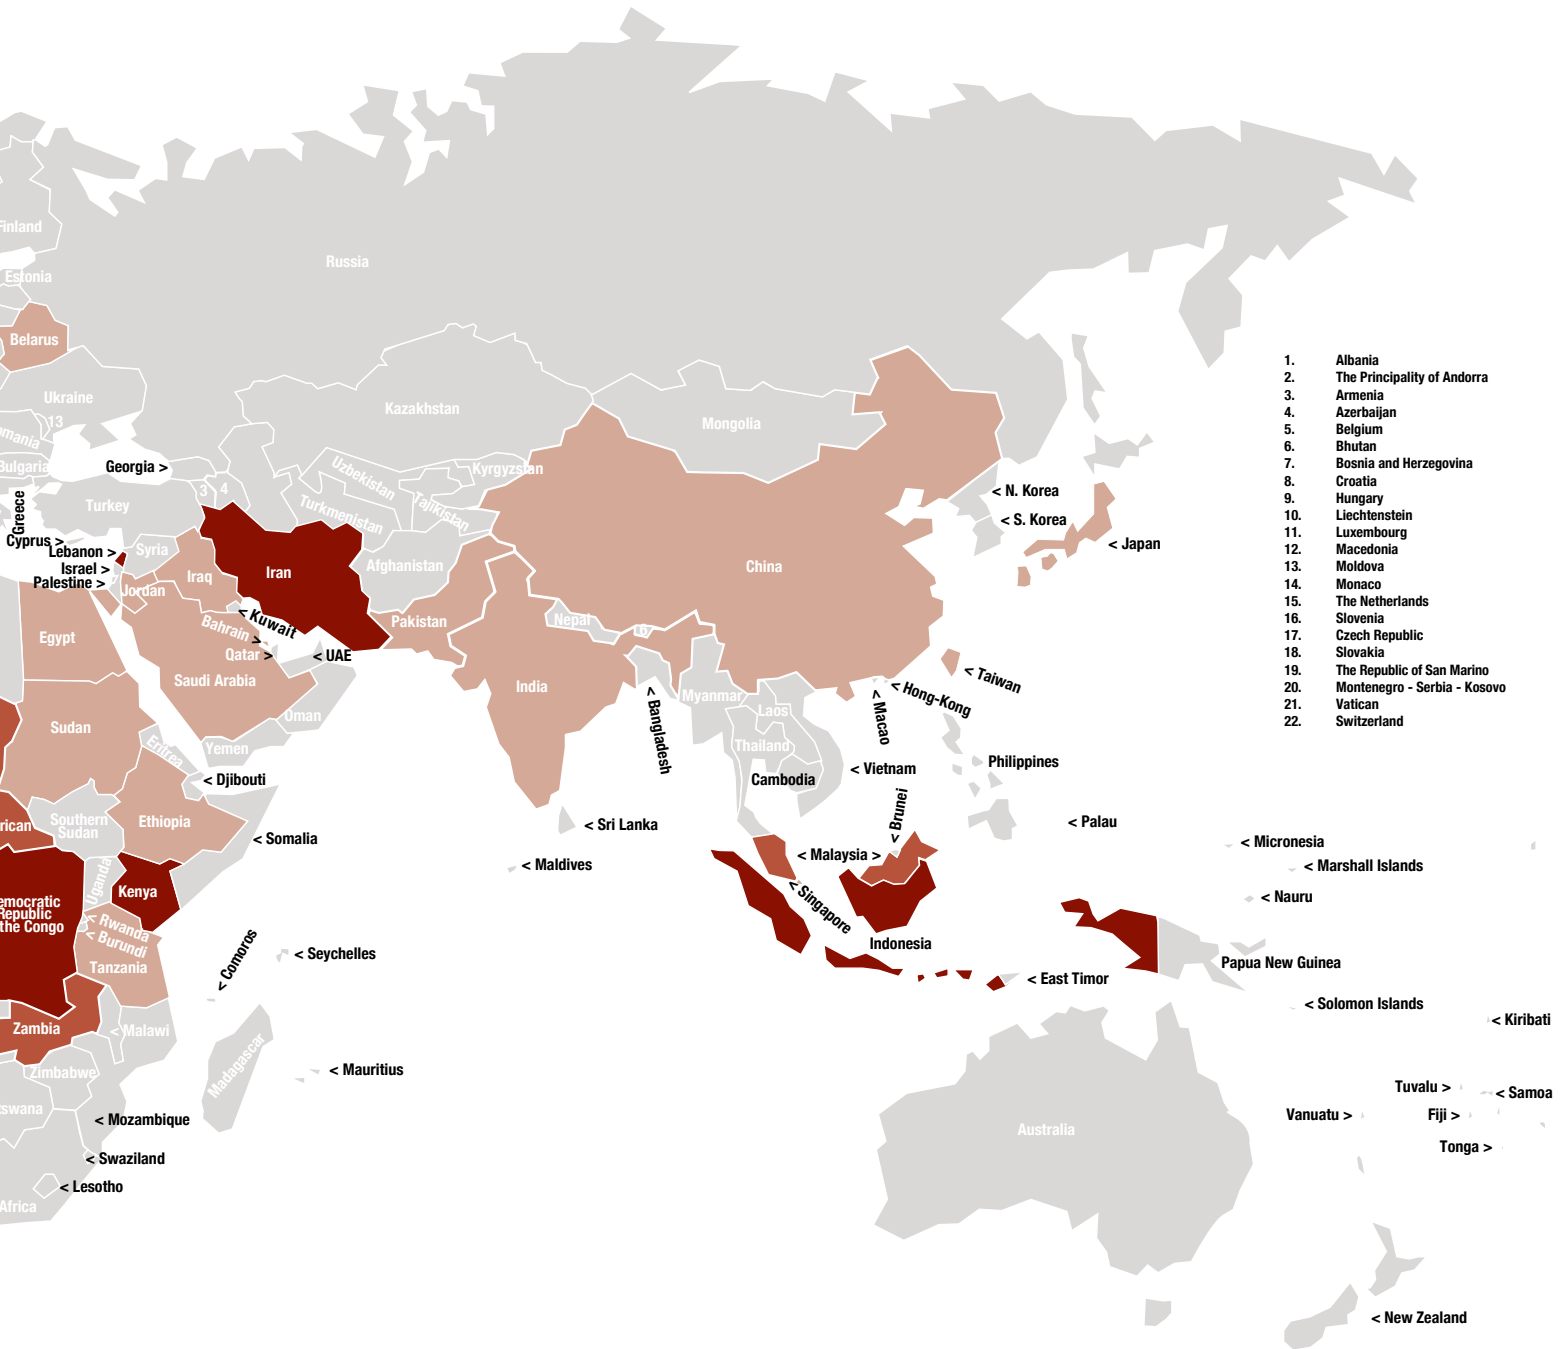 Finland
Russia
Estonia
Belarus
Ukraine
13
omania
Bulgaria
Georgia >
Kazakhstan
Mongolia
Uzbekistan
Kyrgyzstan
3
4
Turkmenistan
Tajikistan
Greece
Turkey
< N. Korea
< S. Korea
< Japan
Cyprus >
Lebanon >
Israel >
Palestine >
Syria
Jordan
Iraq
Iran
Afghanistan
China
Egypt
< Kuwait
Bahrain >
Qatar >
< UAE
Pakistan
Nepal
6
Saudi Arabia
India
< Bangladesh
Myanmar
Laos
< Taiwan
< Hong-Kong
< Macao
Sudan
Oman
Yemen
Eritrea
< Djibouti
Thailand
Cambodia
< Vietnam
Philippines
rican
Southern
Sudan
Ethiopia
< Somalia
< Sri Lanka
< Maldives
< Brunei
< Malaysia >
< Singapore
< Palau
< Micronesia
< Marshall Islands
< Nauru
Uganda
Kenya
emocratic
Republic
the Congo
< Rwanda
< Burundi
Tanzania
< Comoros
< Seychelles
Indonesia
< East Timor
Papua New Guinea
< Solomon Islands
< Kiribati
Zambia
< Malawi
Zimbabwe
Madagascar
< Mauritius
tswana
< Mozambique
< Swaziland
< Lesotho
Africa
Australia
Tuvalu >
< Samoa
Vanuatu >
Fiji >
Tonga >
< New Zealand
1. Albania
2. The Principality of Andorra
3. Armenia
4. Azerbaijan
5. Belgium
6. Bhutan
7. Bosnia and Herzegovina
8. Croatia
9. Hungary
10. Liechtenstein
11. Luxembourg
12. Macedonia
13. Moldova
14. Monaco
15. The Netherlands
16. Slovenia
17. Czech Republic
18. Slovakia
19. The Republic of San Marino
20. Montenegro - Serbia - Kosovo
21. Vatican
22. Switzerland